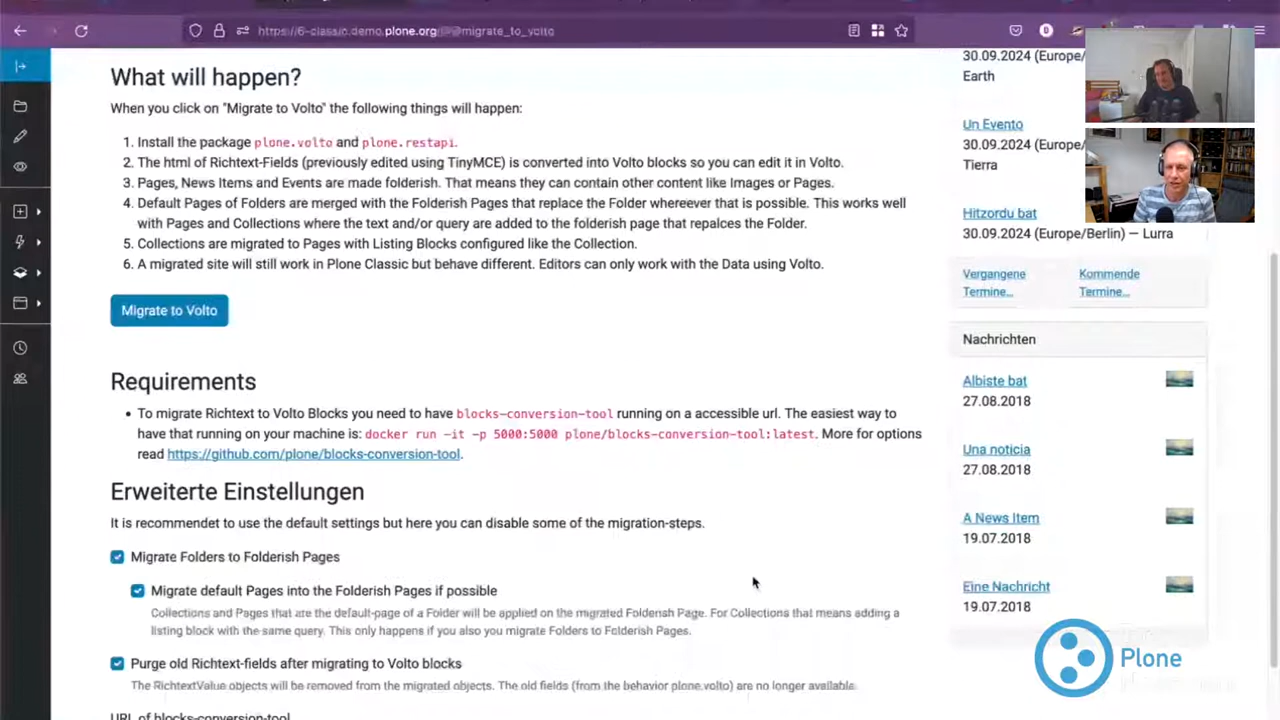 https://6-classic.demo.plone.org/@@migrate_to_volto
What will happen?
When you click on "Migrate to Volto" the following things will happen:
1. Install the package plone.volto and plone.restapi.
2. The html of Richtext-Fields (previously edited using TinyMCE) is converted into Volto blocks so you can edit it in Volto.
3. Pages, News Items and Events are made folderish. That means they can contain other content like Images or Pages.
4. Default Pages of Folders are merged with the Folderish Pages that replace the Folder whereever that is possible. This works well
with Pages and Collections where the text and/or query are added to the folderish page that repalces the Folder.
5. Collections are migrated to Pages with Listing Blocks configured like the Collection.
6. A migrated site will still work in Plone Classic but behave different. Editors can only work with the Data using Volto.
Migrate to Volto
Requirements
• To migrate Richtext to Volto Blocks you need to have blocks-conversion-tool running on a accessible url. The easiest way to
have that running on your machine is: docker run -it -p 5000:5000 plone/blocks-conversion-tool:latest. More for options
read https://github.com/plone/blocks-conversion-tool.
Erweiterte Einstellungen
It is recommendet to use the default settings but here you can disable some of the migration-steps.
Migrate Folders to Folderish Pages
Migrate default Pages into the Folderish Pages if possible
Collections and Pages that are the default-page of a Folder will be applied on the migrated Folderish Page. For Collections that means adding a
listing block with the same query. This only happens if you also you migrate Folders to Folderish Pages.
Purge old Richtext-fields after migrating to Volto blocks
The RichtextValue objects will be removed from the migrated objects. The old fields (from the behavior plone.volto) are no longer available.
URL of blocks-conversion-tool
30.09.2024 (Europe/
Earth
Un Evento
30.09.2024 (Europe/
Tierra
Hitzordu bat
30.09.2024 (Europe/Berlin) — Lurra
Vergangene
Termine...
Kommende
Termine...
Nachrichten
Albiste bat
27.08.2018
Una noticia
27.08.2018
A News Item
19.07.2018
Eine Nachricht
19.07.2018
Plone